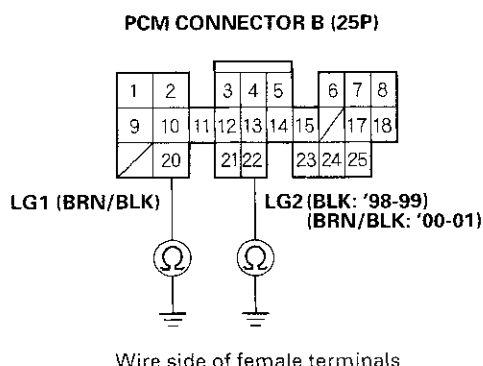 PCM CONNECTOR B (25P)
1 2 3 4 5 6 7 8
9 10 11 12 13 14 15 17 18
20 21 22 23 24 25
LG1 (BRN/BLK)
LG2 (BLK: '98-99)
(BRN/BLK: '00-01)
Ω Ω
Wire side of female terminals